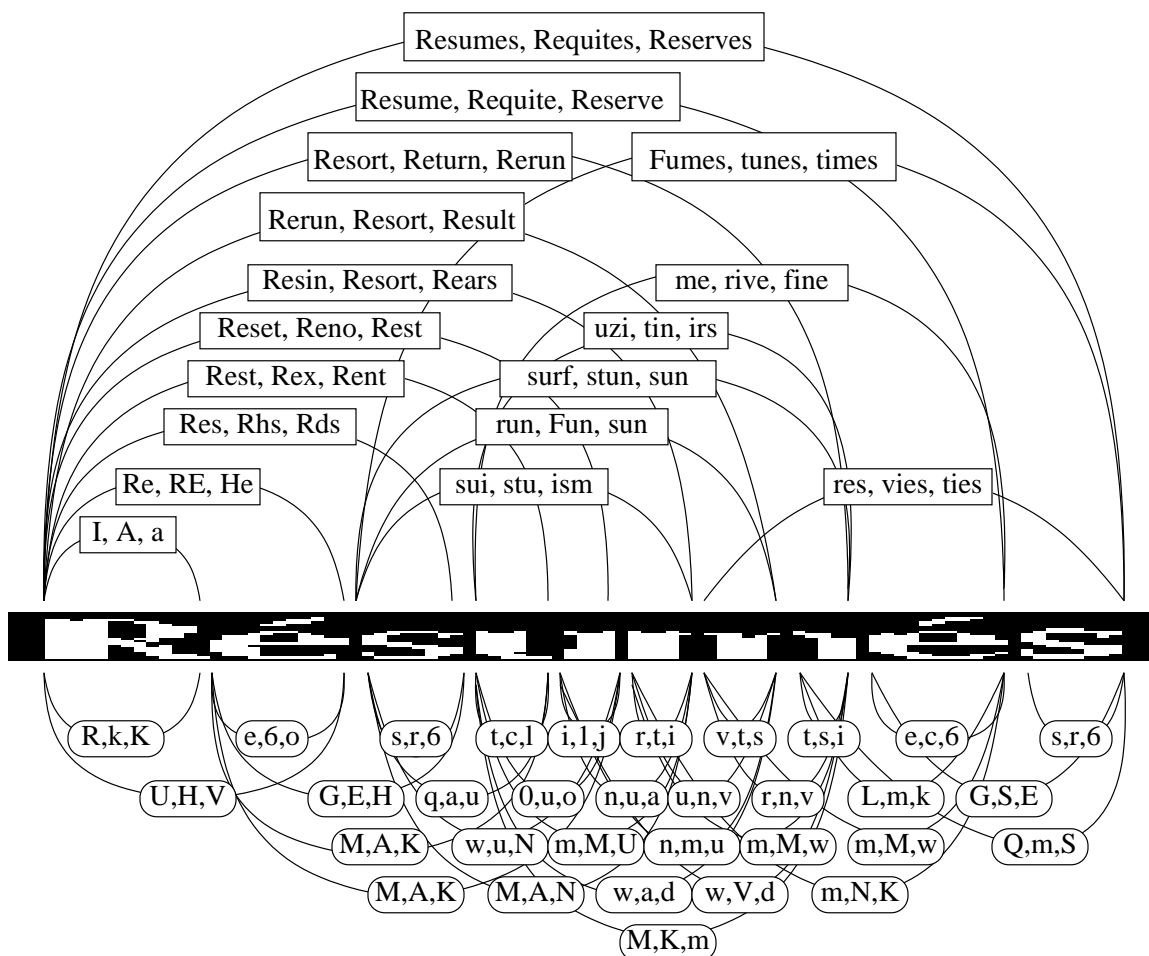 Resumes, Requites, Reserves
Resume, Requite, Reserve
Resort, Return, Rerun
Fumes, tunes, times
Rerun, Resort, Result
Resin, Resort, Rears
me, rive, fine
Reset, Reno, Rest
uzi, tin, irs
Rest, Rex, Rent
surf, stun, sun
Res, Rhs, Rds
run, Fun, sun
Re, RE, He
sui, stu, ism
res, vies, ties
I, A, a
R,k,K
e,6,o
s,r,6
t,c,l
i,l,j
r,t,i
v,t,s
t,s,i
e,c,6
s,r,6
U,H,V
G,E,H
q,a,u
0,u,o
n,u,a
u,n,v
r,n,v
L,m,k
G,S,E
M,A,K
w,u,N
m,M,U
n,m,u
m,M,w
m,M,w
Q,m,S
M,A,K
M,A,N
w,a,d
w,V,d
m,N,K
M,K,m